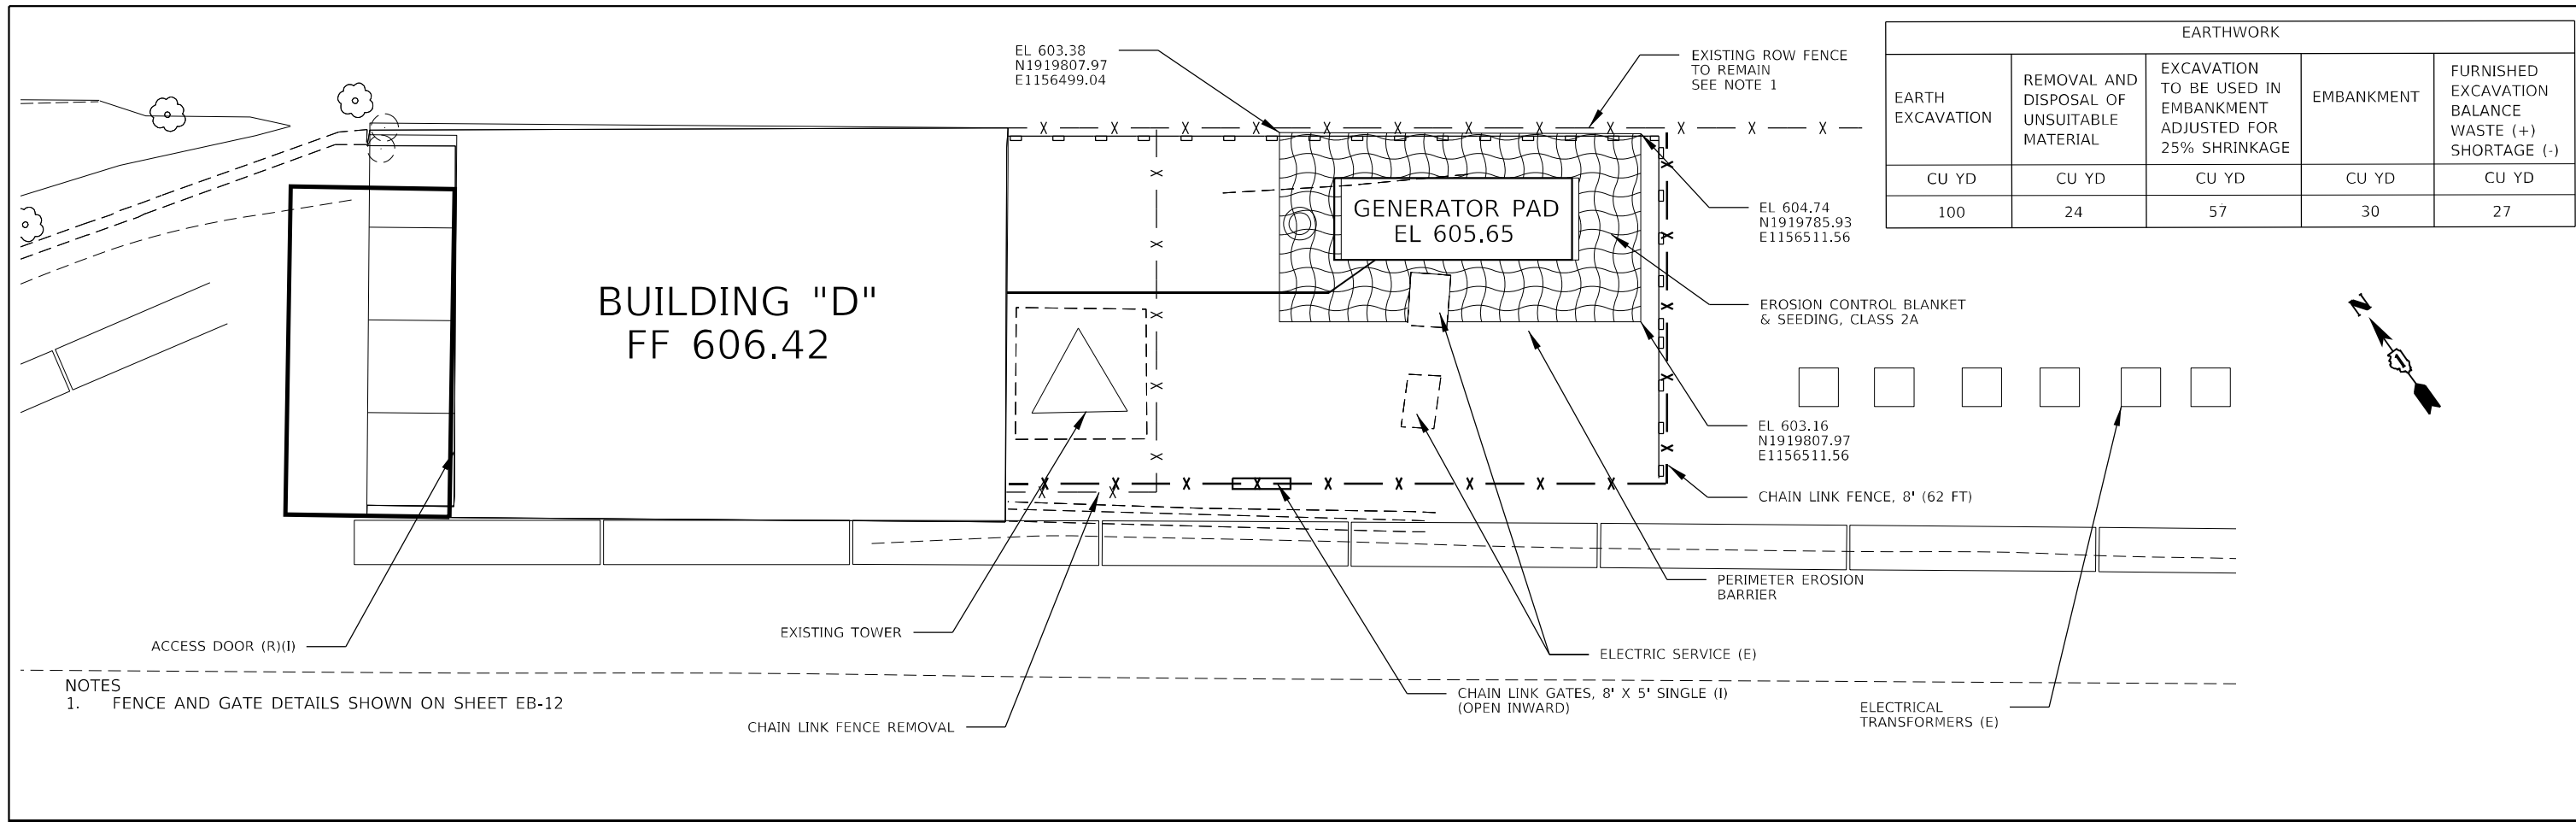 EL 603.38
N1919807.97
E1156499.04
EXISTING ROW FENCE
TO REMAIN
SEE NOTE 1
EARTHWORK
EARTH
EXCAVATION
REMOVAL AND
DISPOSAL OF
UNSUITABLE
MATERIAL
EXCAVATION
TO BE USED IN
EMBANKMENT
ADJUSTED FOR
25% SHRINKAGE
EMBANKMENT
FURNISHED
EXCAVATION
BALANCE
WASTE (+)
SHORTAGE (-)
CU YD
CU YD
CU YD
CU YD
CU YD
100
24
57
30
27
GENERATOR PAD
EL 605.65
EL 604.74
N1919785.93
E1156511.56
BUILDING "D"
FF 606.42
EROSION CONTROL BLANKET
& SEEDING, CLASS 2A
N
EL 603.16
N1919807.97
E1156511.56
CHAIN LINK FENCE, 8' (62 FT)
PERIMETER EROSION
BARRIER
ACCESS DOOR (R)(I)
EXISTING TOWER
ELECTRIC SERVICE (E)
NOTES
1. FENCE AND GATE DETAILS SHOWN ON SHEET EB-12
CHAIN LINK GATES, 8' X 5' SINGLE (I)
(OPEN INWARD)
CHAIN LINK FENCE REMOVAL
ELECTRICAL
TRANSFORMERS (E)